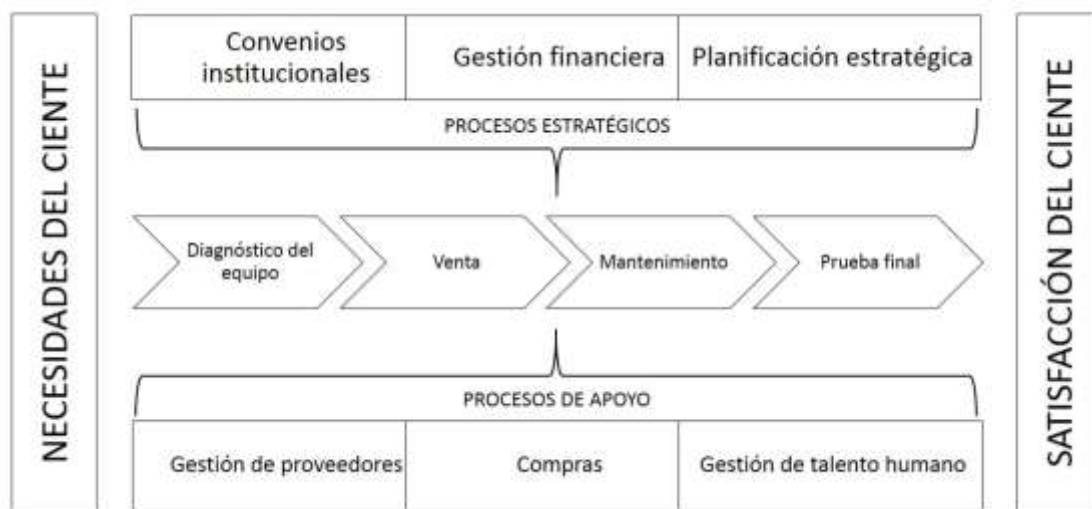 NECESIDADES DEL CIENTE
Convenios
institucionales
Gestión financiera
Planificación estratégica
PROCESOS ESTRATÉGICOS
Diagnóstico del
equipo
Venta
Mantenimiento
Prueba final
PROCESOS DE APOYO
Gestión de proveedores
Compras
Gestión de talento humano
SATISFACCIÓN DEL CIENTE